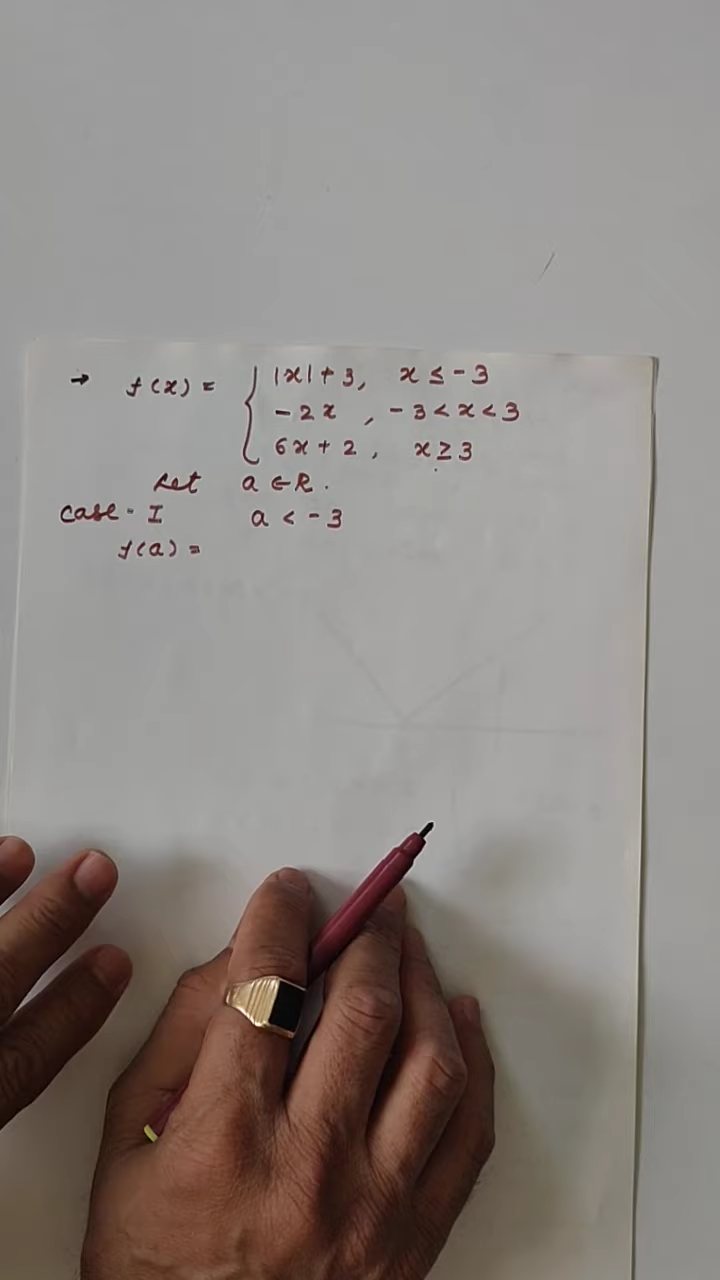 → f(x) = { |x| + 3, x ≤ -3
-2x , -3 < x < 3
6x + 2 , x ≥ 3
Let a ∈ R.
Case - I a < -3
f(a) =